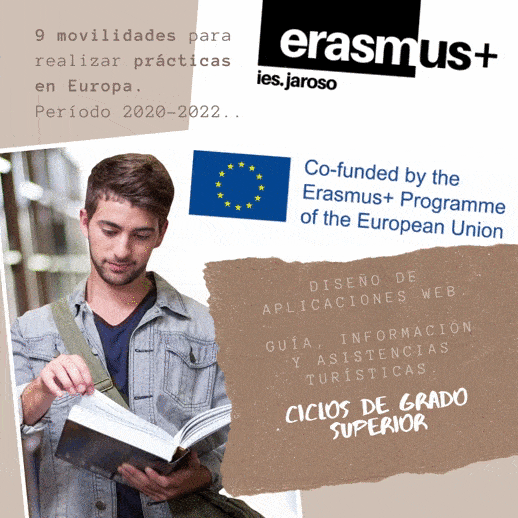 9 movilidades para
realizar prácticas
en Europa.
Período 2020-2022..
erasmus+
ies.jaroso
Co-funded by the
Erasmus+ Programme
of the European Union
DISEÑO DE
APLICACIONES WEB.
GUÍA, INFORMACIÓN
Y ASISTENCIAS
TURÍSTICAS.
CICLOS DE GRADO
SUPERIOR